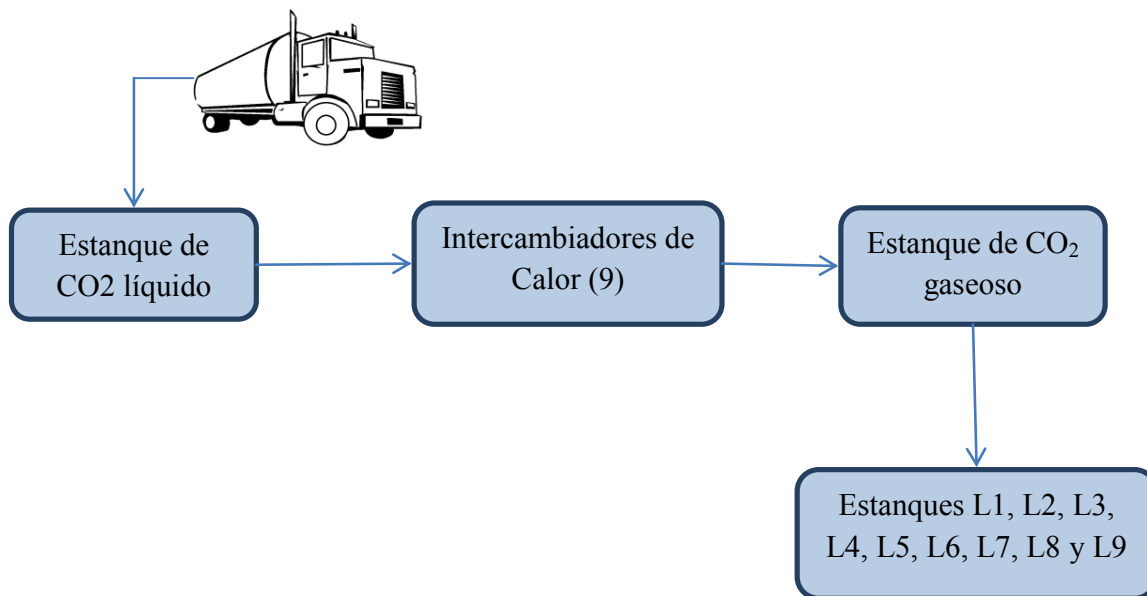 Estanque de
CO2 líquido
Intercambiadores de
Calor (9)
Estanque de CO₂
gaseoso
Estanques L1, L2, L3,
L4, L5, L6, L7, L8 y L9